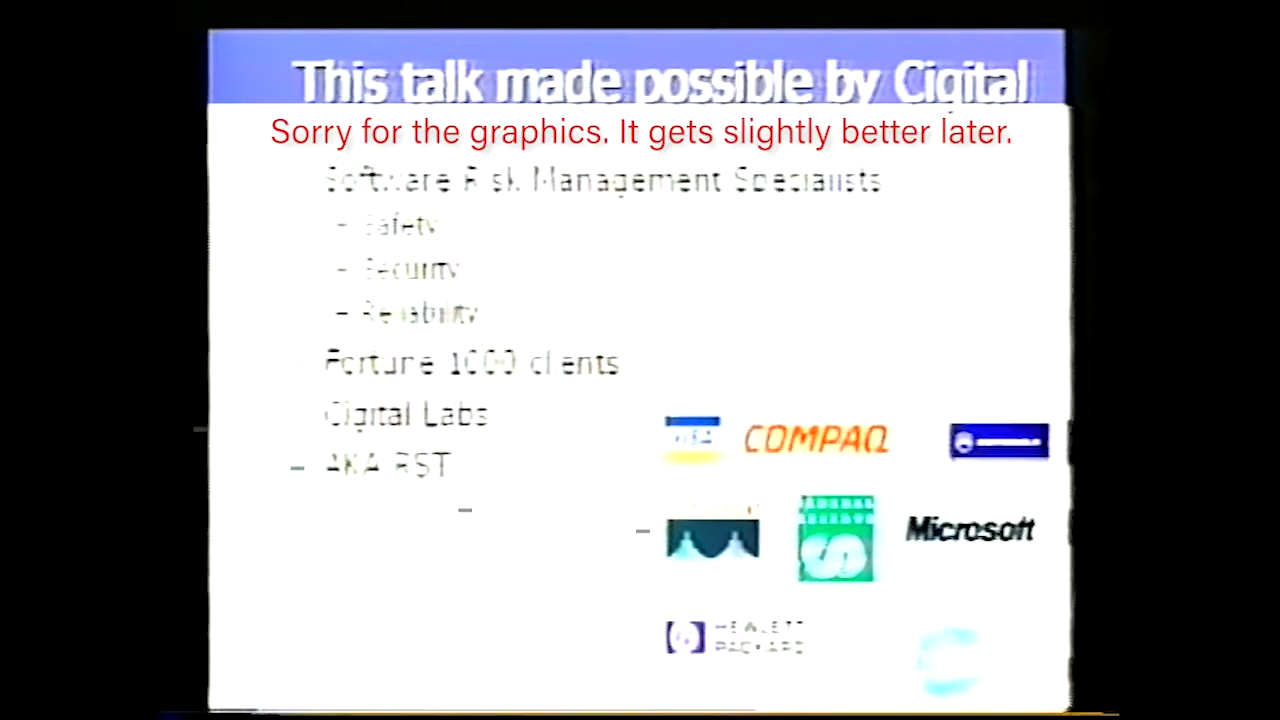 This talk made possible by Cigital
Sorry for the graphics. It gets slightly better later.
Software Risk Management Specialists
– Safety
– Security
– Reliability
Fortune 1000 clients
Cigital Labs
AKA RST
VISA
COMPAQ
Microsoft
HEWLETT
PACKARD